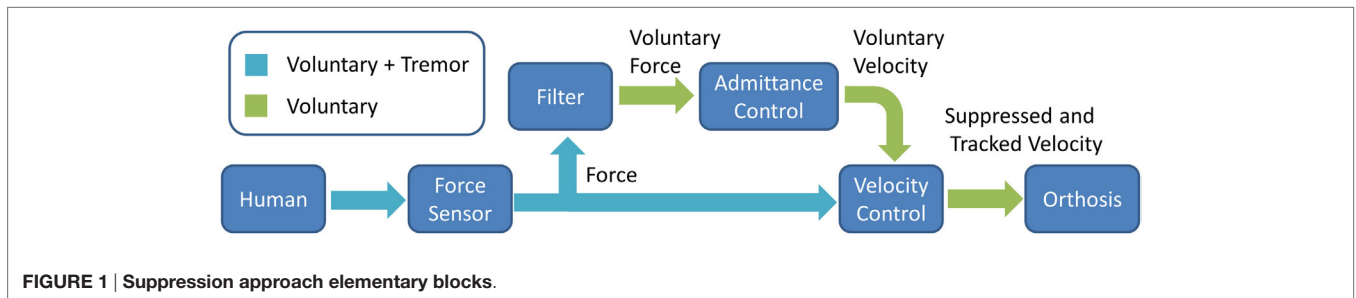 Voluntary + Tremor
Voluntary
Filter
Voluntary
Force
Admittance
Control
Voluntary
Velocity
Suppressed and
Tracked Velocity
Human
Force
Sensor
Force
Velocity
Control
Orthosis
FIGURE 1 | Suppression approach elementary blocks.